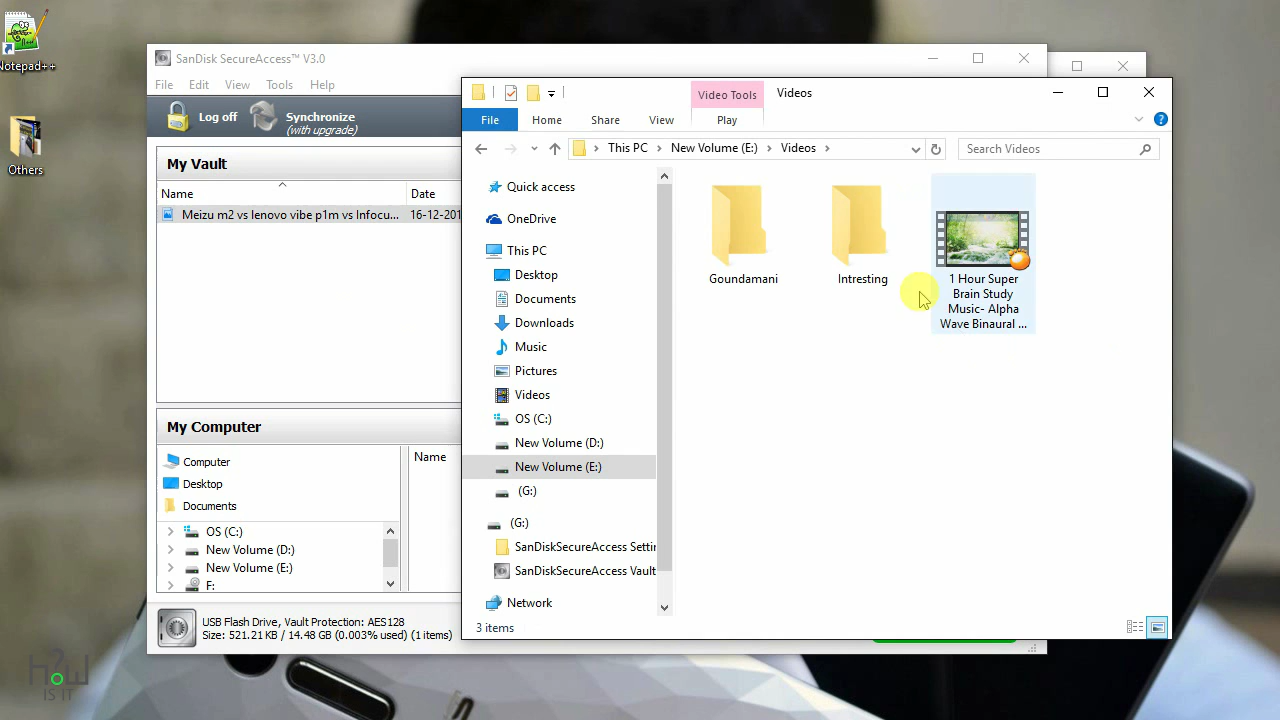 Notepad++
Others
SanDisk SecureAccess™ V3.0
File Edit View Tools Help
Log off
Synchronize
(with upgrade)
My Vault
Name Date
Meizu m2 vs lenovo vibe p1m vs Infocu... 16-12-201
My Computer
Computer
Desktop
Documents
OS (C:)
New Volume (D:)
New Volume (E:)
F:
Name
USB Flash Drive, Vault Protection: AES128
Size: 521.21 KB / 14.48 GB (0.003% used) (1 items)
Video Tools Videos
File Home Share View Play
This PC New Volume (E:) Videos
Search Videos
Quick access
OneDrive
This PC
Desktop
Documents
Downloads
Music
Pictures
Videos
OS (C:)
New Volume (D:)
New Volume (E:)
(G:)
(G:)
SanDiskSecureAccess Settin
SanDiskSecureAccess Vault
Network
Goundamani
Intresting
1 Hour Super
Brain Study
Music- Alpha
Wave Binaural ...
3 items
h?w
IS IT